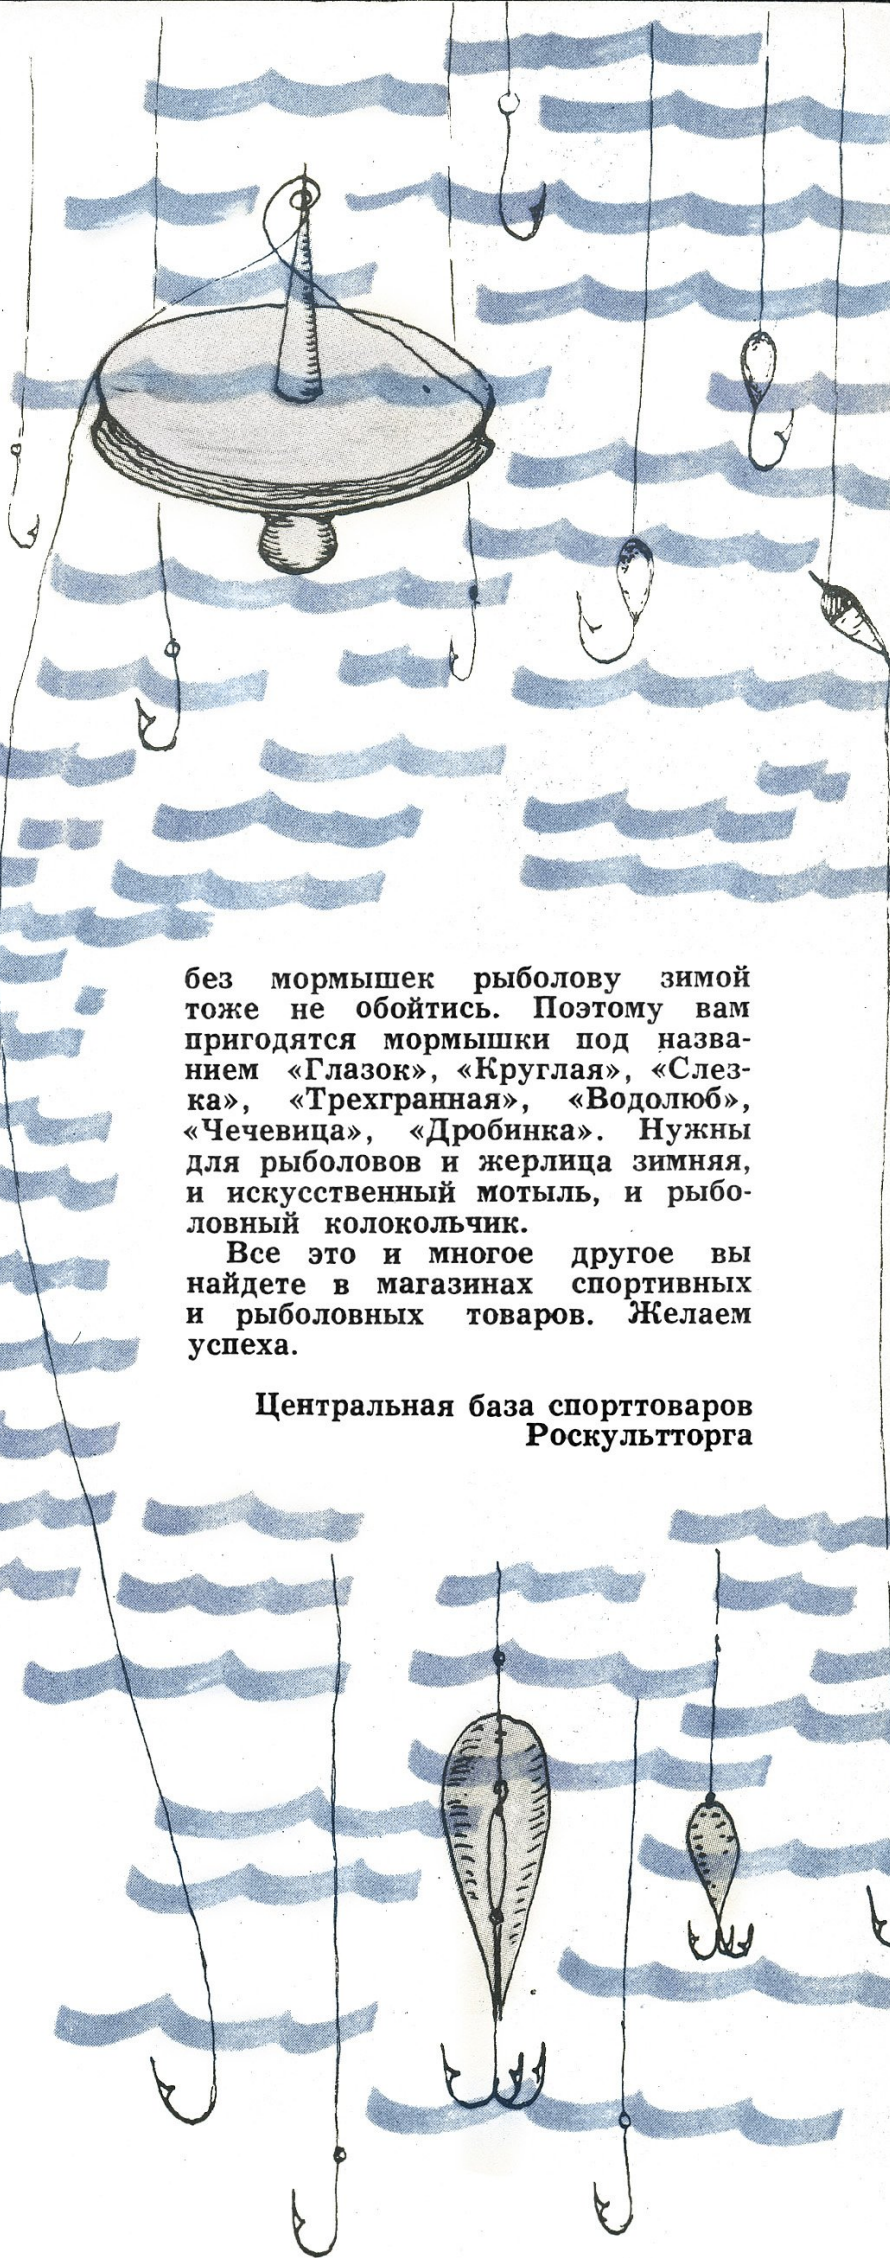 без мормышек рыболову зимой
тоже не обойтись. Поэтому вам
пригодятся мормышки под назва-
нием «Глазок», «Круглая», «Слез-
ка», «Трехгранная», «Водолюб»,
«Чечевица», «Дробинка». Нужны
для рыболовов и жерлица зимняя,
и искусственный мотыль, и рыбо-
ловный колокольчик.
Все это и многое другое вы
найдете в магазинах спортивных
и рыболовных товаров. Желаем
успеха.
Центральная база спорттоваров
Роскультторга